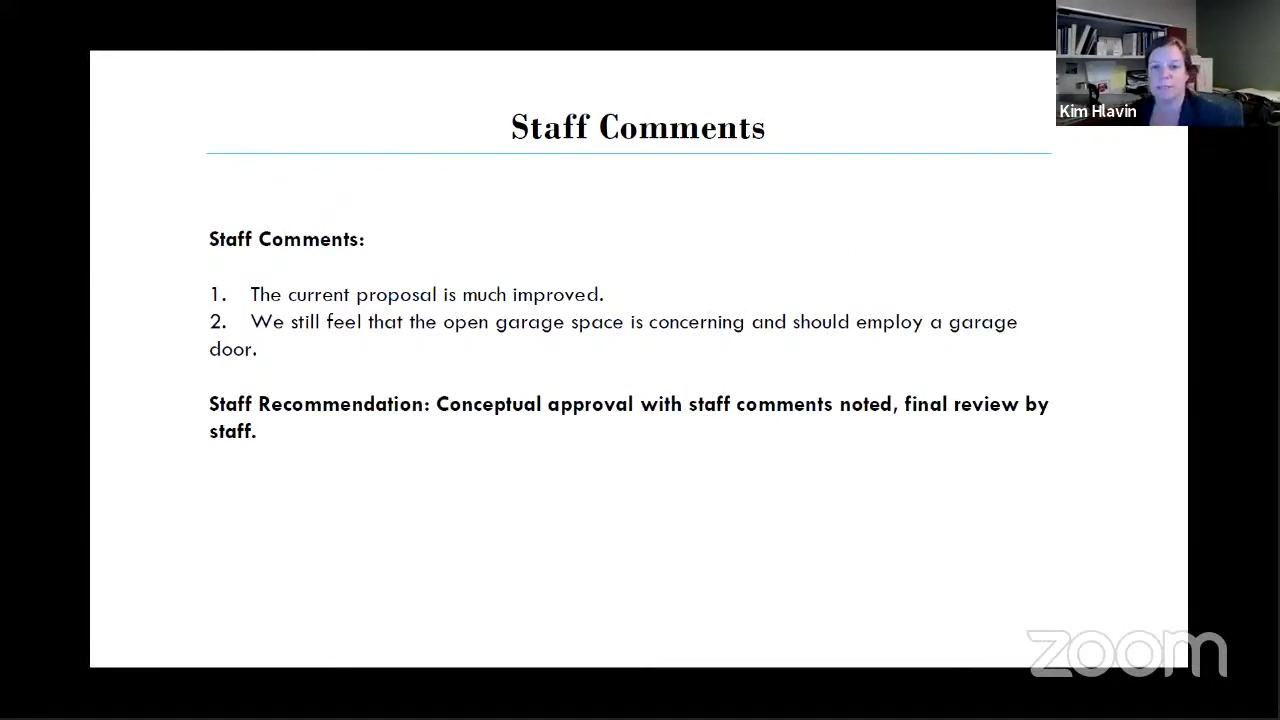 Staff Comments
Kim Hlavin
Staff Comments:
1. The current proposal is much improved.
2. We still feel that the open garage space is concerning and should employ a garage
door.
Staff Recommendation: Conceptual approval with staff comments noted, final review by
staff.
zoom